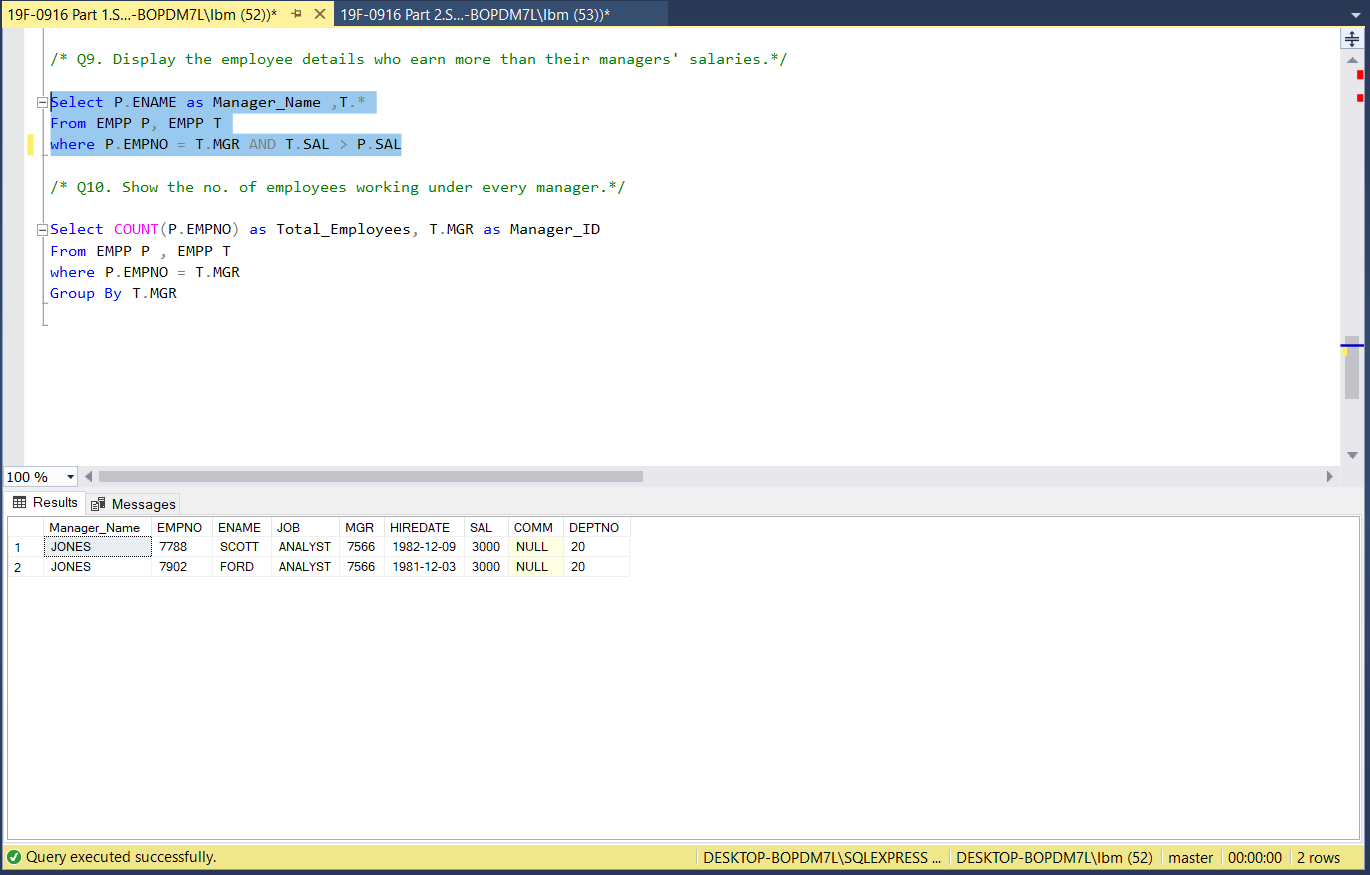 19F-0916 Part 1.S...-BOPDM7L\Ibm (52))* 19F-0916 Part 2.S...-BOPDM7L\Ibm (53))*
/* Q9. Display the employee details who earn more than their managers' salaries.*/
Select P.ENAME as Manager_Name ,T.*
From EMPP P, EMPP T
where P.EMPNO = T.MGR AND T.SAL > P.SAL
/* Q10. Show the no. of employees working under every manager.*/
Select COUNT(P.EMPNO) as Total_Employees, T.MGR as Manager_ID
From EMPP P , EMPP T
where P.EMPNO = T.MGR
Group By T.MGR
100 %
Results Messages
Manager_Name EMPNO ENAME JOB MGR HIREDATE SAL COMM DEPTNO
1 JONES 7788 SCOTT ANALYST 7566 1982-12-09 3000 NULL 20
2 JONES 7902 FORD ANALYST 7566 1981-12-03 3000 NULL 20
Query executed successfully. DESKTOP-BOPDM7L\SQLEXPRESS ... DESKTOP-BOPDM7L\Ibm (52) master 00:00:00 2 rows